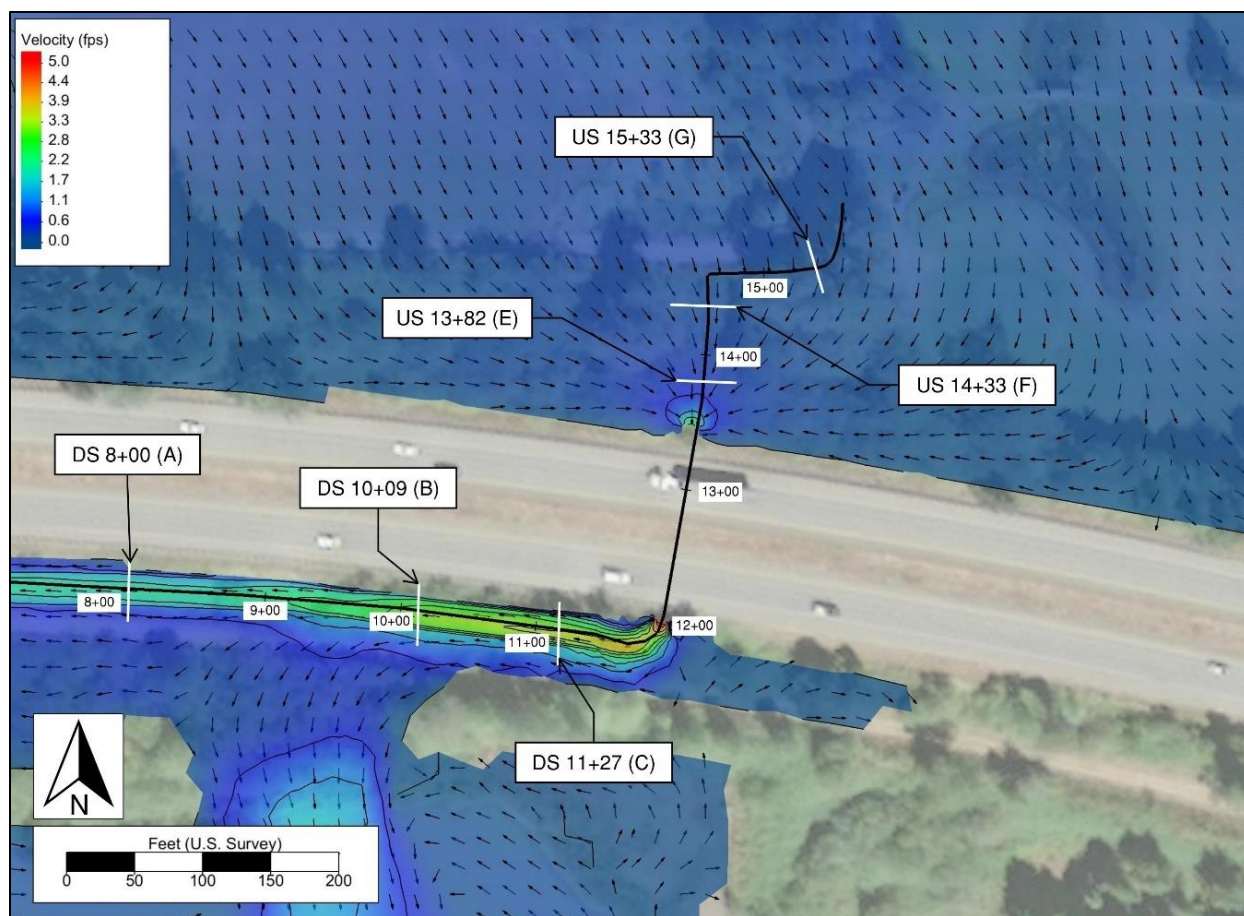 Velocity (fps)
5.0
4.4
3.9
3.3
2.8
2.2
1.7
1.1
0.6
0.0
US 15+33 (G)
15+00
US 13+82 (E)
14+00
US 14+33 (F)
DS 8+00 (A)
DS 10+09 (B)
13+00
8+00
9+00
10+00
11+00
12+00
DS 11+27 (C)
N
Feet (U.S. Survey)
0 50 100 150 200